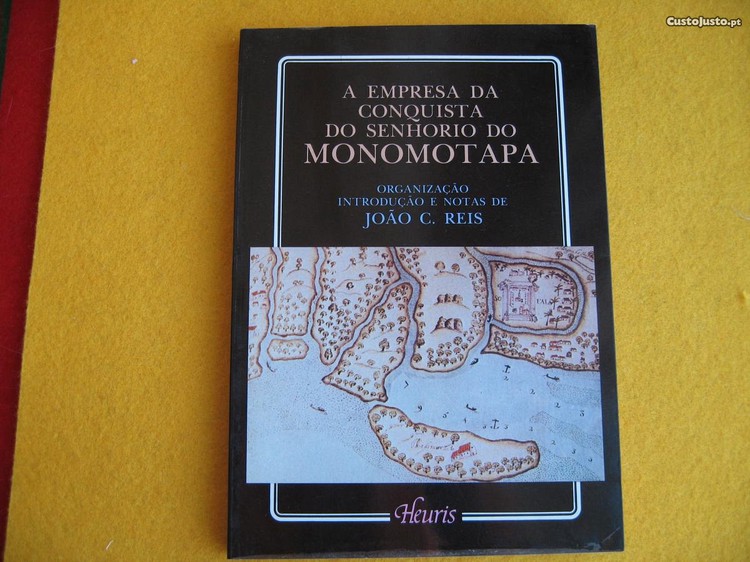 CustoJusto.pt
A EMPRESA DA
CONQUISTA
DO SENHORIO DO
MONOMOTAPA
ORGANIZAÇÃO
INTRODUÇÃO E NOTAS DE
JOÃO C. REIS
Heuris